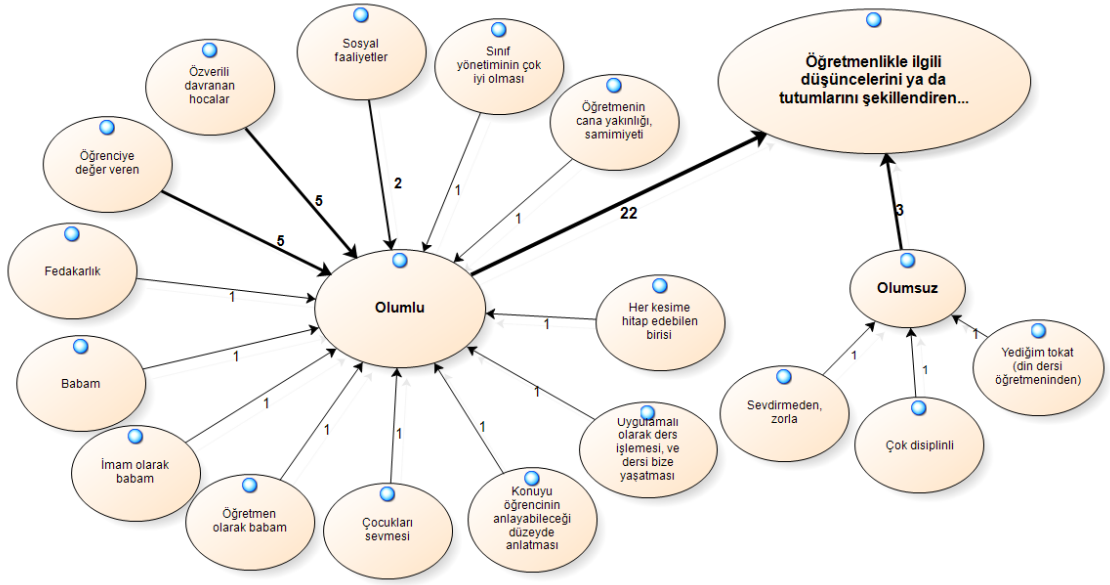 Sosyal
faaliyetler
Sınıf
yönetiminin çok
iyi olması
Öğretmenlikle ilgili
düşüncelerini ya da
tutumlarını şekillendiren...
Özverili
davranan
hocalar
Öğretmenin
cana yakınlığı,
samimiyeti
Öğrenciye
değer veren
2
1
1
5
5
22
3
Fedakarlık
1
Olumlu
Olumsuz
Her kesime
hitap edebilen
birisi
1
Babam
1
Yediğim tokat
(din dersi
öğretmeninden)
1
Sevdirmeden,
zorla
1
1
Çok disiplinli
İmam olarak
babam
1
Uygulamalı
olarak ders
işlemesi, ve
dersi bize
yaşatması
1
Öğretmen
olarak babam
1
Çocukları
sevmesi
1
Konuyu
öğrencinin
anlayabileceği
düzeyde
anlatması
1